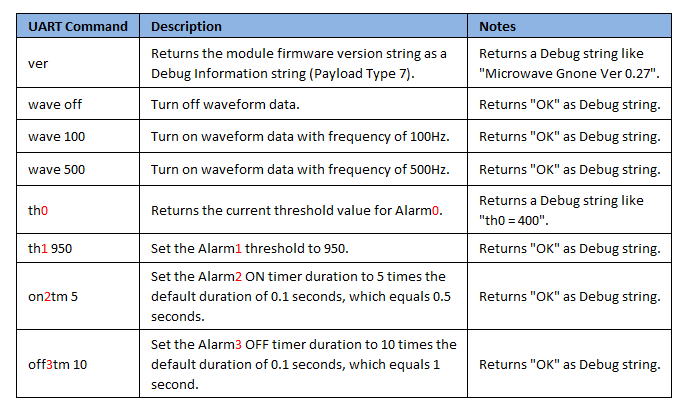 UART Command Description Notes
ver
Returns the module firmware version string as a
Debug Information string (Payload Type 7).
Returns a Debug string like
"Microwave Gnone Ver 0.27".
wave off Turn off waveform data. Returns "OK" as Debug string.
wave 100 Turn on waveform data with frequency of 100Hz. Returns "OK" as Debug string.
wave 500 Turn on waveform data with frequency of 500Hz. Returns "OK" as Debug string.
th0 Returns the current threshold value for Alarm0.
Returns a Debug string like
"th0 = 400".
th1 950 Set the Alarm1 threshold to 950. Returns "OK" as Debug string.
on2tm 5
Set the Alarm2 ON timer duration to 5 times the
default duration of 0.1 seconds, which equals 0.5
seconds.
Returns "OK" as Debug string.
off3tm 10
Set the Alarm3 OFF timer duration to 10 times the
default duration of 0.1 seconds, which equals 1
second.
Returns "OK" as Debug string.